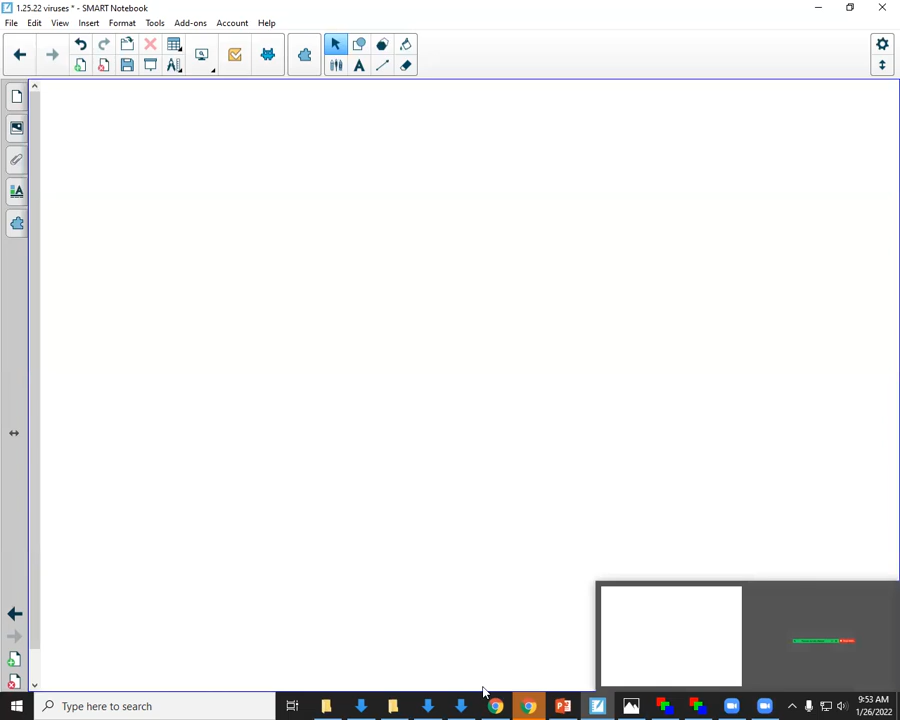 1.25.22 viruses * - SMART Notebook
File Edit View Insert Format Tools Add-ons Account Help
Type here to search
9:53 AM
1/26/2022